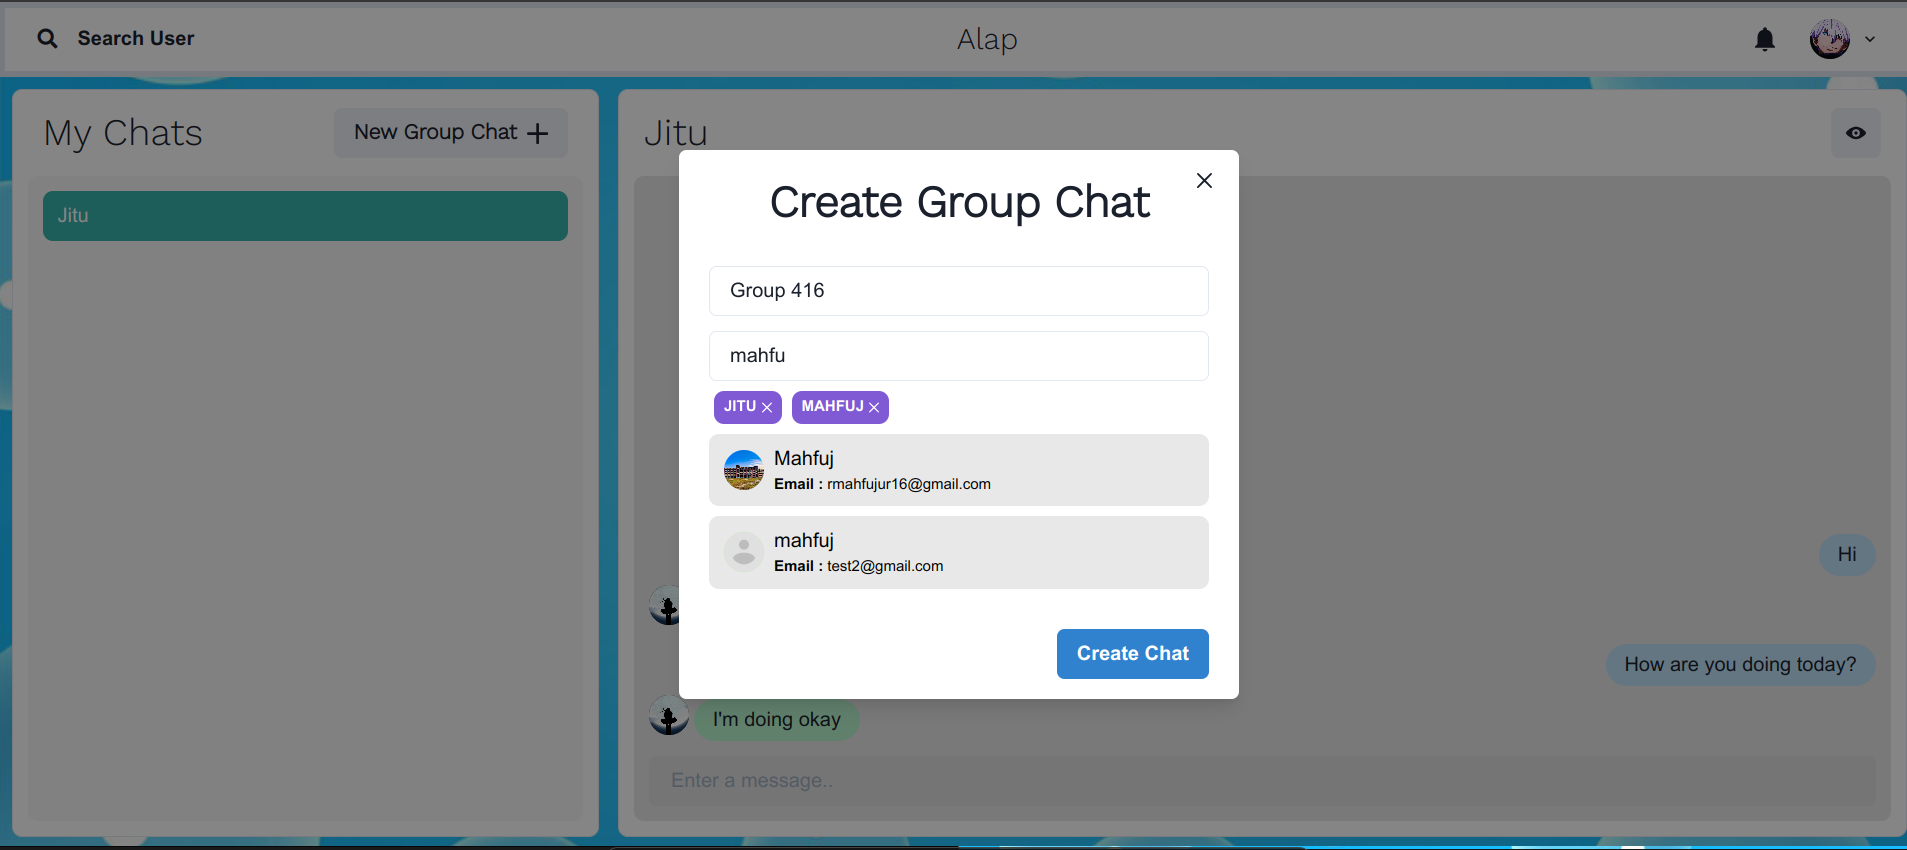 Search User
Alap
My Chats
New Group Chat
Jitu
Jitu
Create Group Chat
Group 416
mahfu
JITU
MAHFUJ
Mahfuj
Email : rmahfujur16@gmail.com
mahfuj
Email : test2@gmail.com
Create Chat
Hi
How are you doing today?
I'm doing okay
Enter a message..